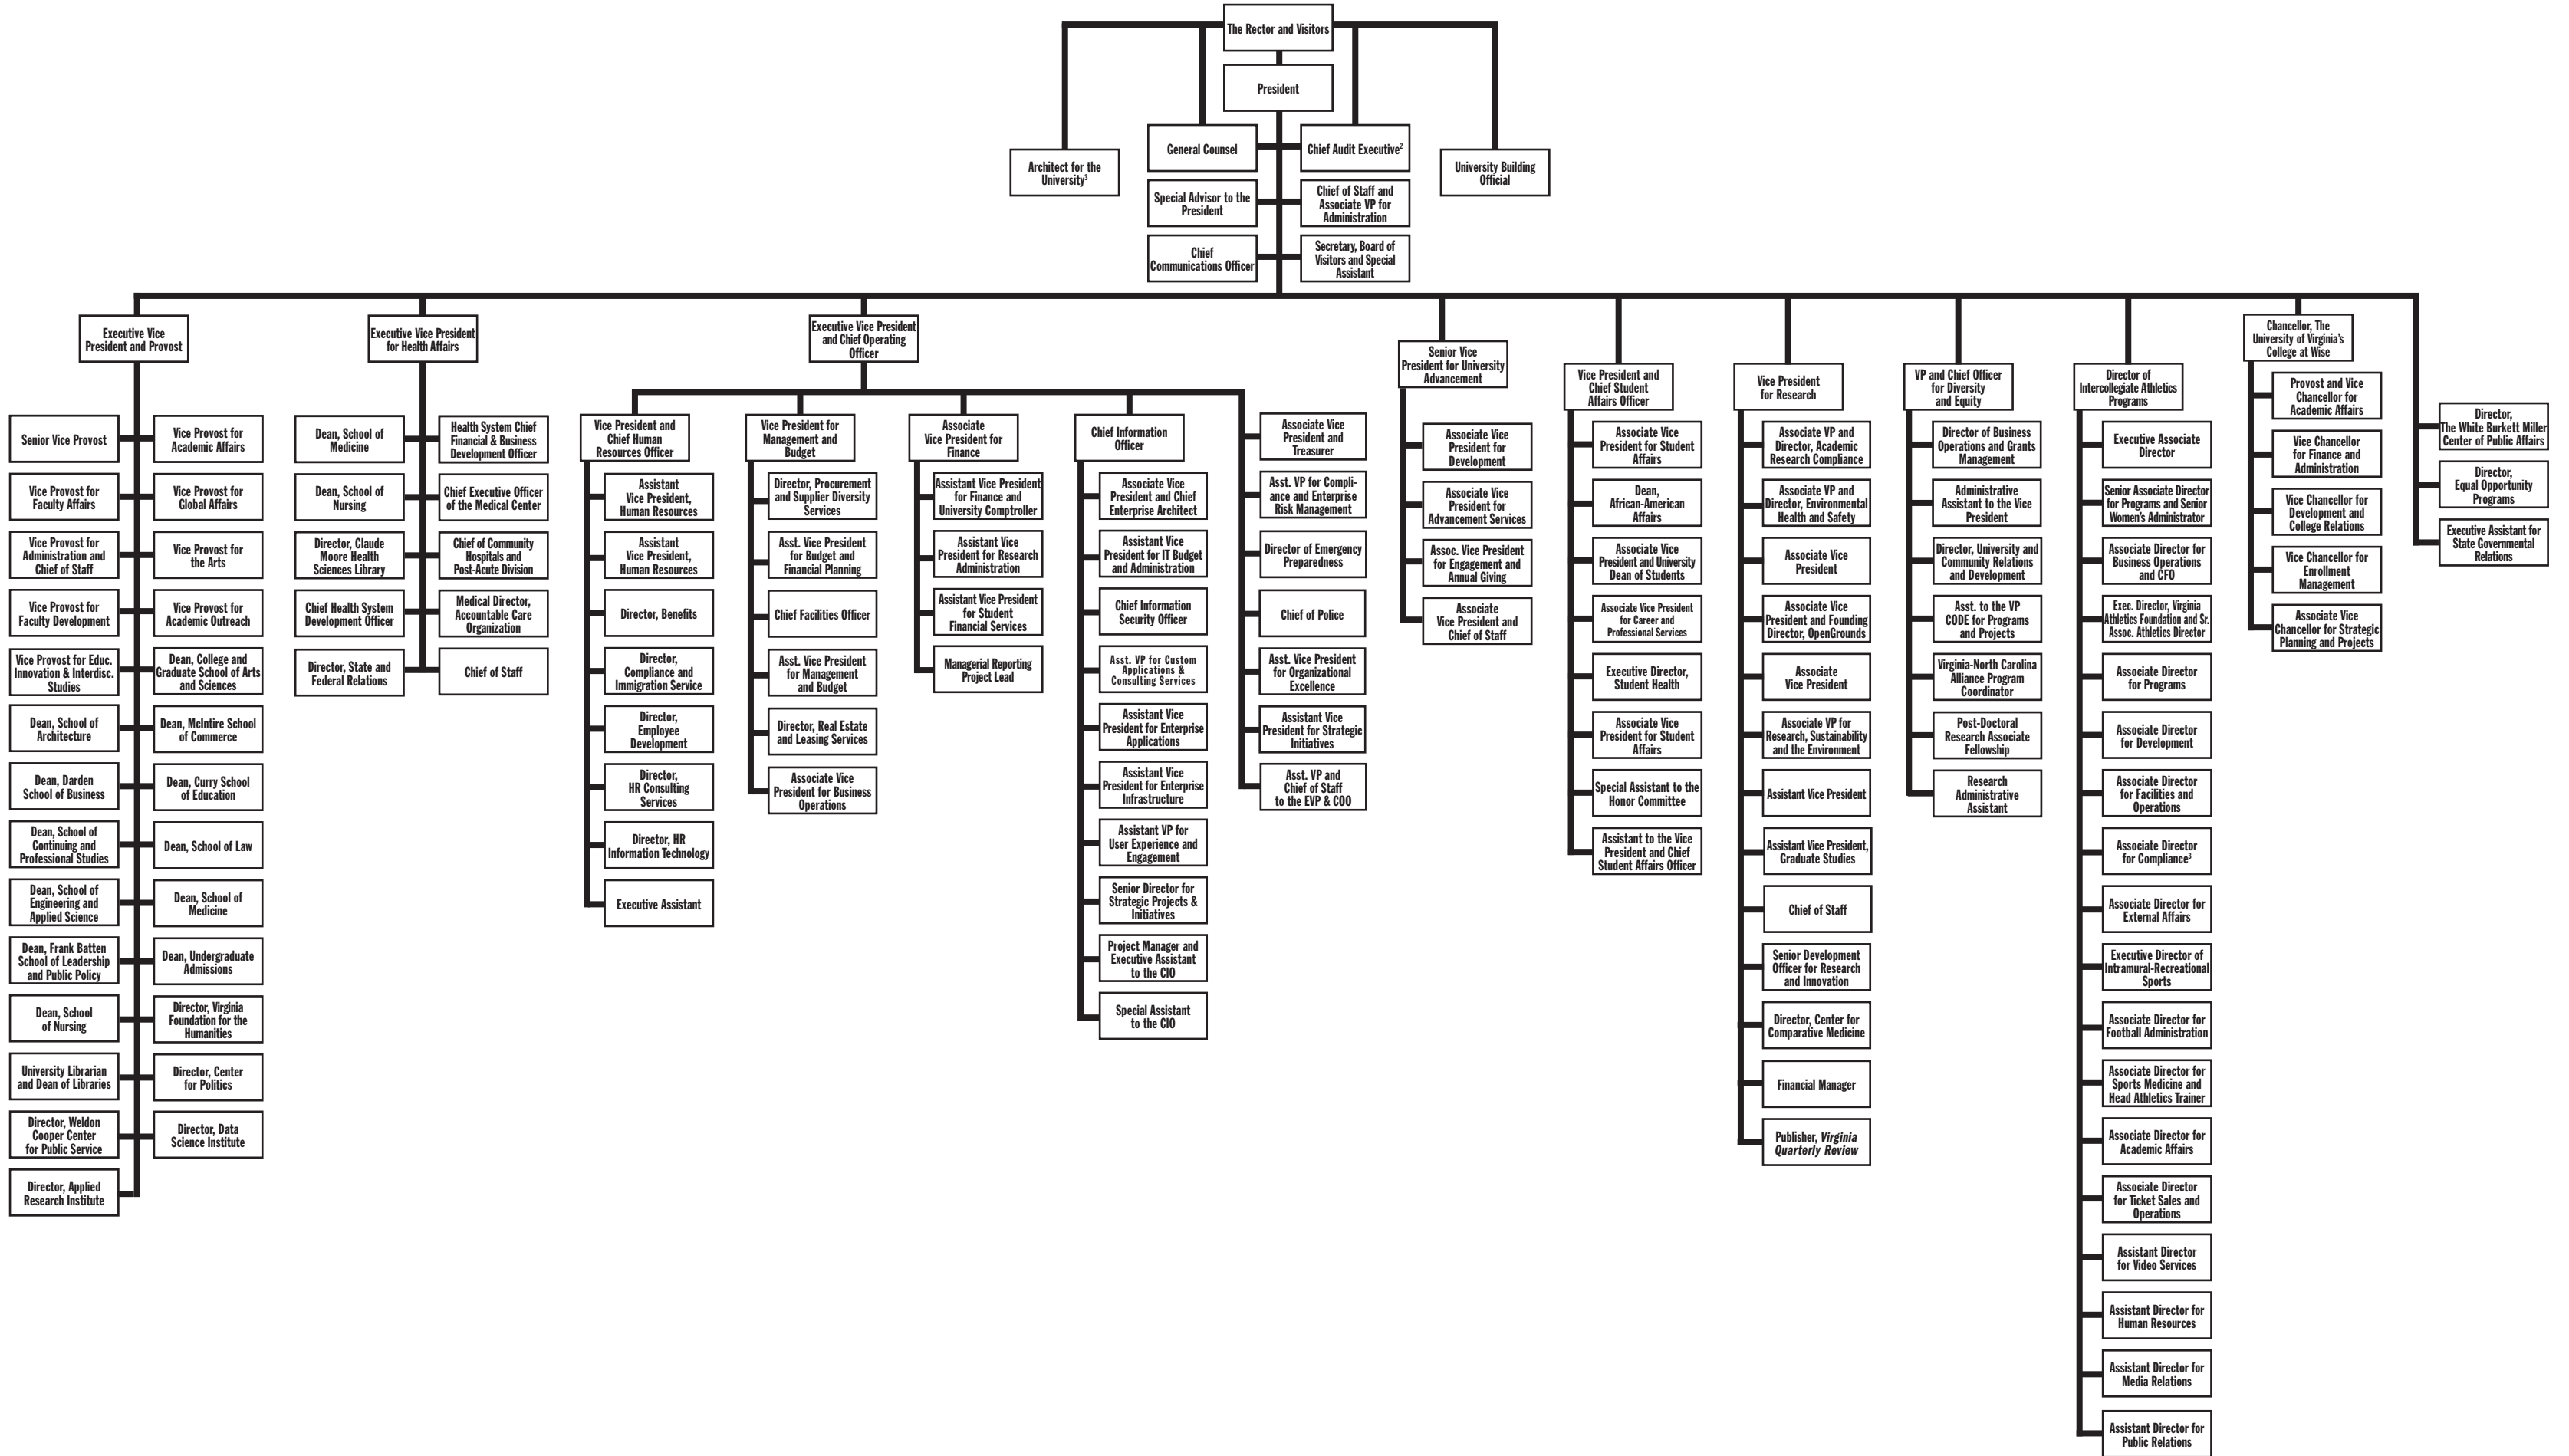 The Rector and Visitors
President
General Counsel
Chief Audit Executive2
Architect for the
University3
University Building
Official
Special Advisor to the
President
Chief of Staff and
Associate VP for
Administration
Chief
Communications Officer
Secretary, Board of
Visitors and Special
Assistant
Executive Vice
President and Provost
Senior Vice Provost
Vice Provost for
Academic Affairs
Vice Provost for
Faculty Affairs
Vice Provost for
Global Affairs
Vice Provost for
Administration and
Chief of Staff
Vice Provost for
the Arts
Vice Provost for
Faculty Development
Vice Provost for
Academic Outreach
Vice Provost for Educ.
Innovation & Interdisc.
Studies
Dean, College and
Graduate School of Arts
and Sciences
Dean, School of
Architecture
Dean, McIntire School
of Commerce
Dean, Darden
School of Business
Dean, Curry School
of Education
Dean, School of
Continuing and
Professional Studies
Dean, School of Law
Dean, School of
Engineering and
Applied Science
Dean, School of
Medicine
Dean, Frank Batten
School of Leadership
and Public Policy
Dean, Undergraduate
Admissions
Dean, School
of Nursing
Director, Virginia
Foundation for the
Humanities
University Librarian
and Dean of Libraries
Director, Center
for Politics
Director, Weldon
Cooper Center
for Public Service
Director, Data
Science Institute
Director, Applied
Research Institute
Executive Vice President
for Health Affairs
Dean, School of
Medicine
Health System Chief
Financial & Business
Development Officer
Dean, School of
Nursing
Chief Executive Officer
of the Medical Center
Director, Claude
Moore Health
Sciences Library
Chief of Community
Hospitals and
Post-Acute Division
Chief Health System
Development Officer
Medical Director,
Accountable Care
Organization
Director, State and
Federal Relations
Chief of Staff
Executive Vice President
and Chief Operating
Officer
Vice President and
Chief Human
Resources Officer
Assistant
Vice President,
Human Resources
Assistant
Vice President,
Human Resources
Director, Benefits
Director,
Compliance and
Immigration Service
Director,
Employee
Development
Director,
HR Consulting
Services
Director, HR
Information Technology
Executive Assistant
Vice President for
Management and
Budget
Director, Procurement
and Supplier Diversity
Services
Asst. Vice President
for Budget and
Financial Planning
Chief Facilities Officer
Asst. Vice President
for Management
and Budget
Director, Real Estate
and Leasing Services
Associate Vice
President for Business
Operations
Associate
Vice President for
Finance
Assistant Vice President
for Finance and
University Comptroller
Assistant Vice
President for Research
Administration
Assistant Vice President
for Student
Financial Services
Managerial Reporting
Project Lead
Chief Information
Officer
Associate Vice
President and Chief
Enterprise Architect
Assistant Vice
President for IT Budget
and Administration
Chief Information
Security Officer
Asst. VP for Custom
Applications &
Consulting Services
Assistant Vice
President for Enterprise
Applications
Assistant Vice
President for Enterprise
Infrastructure
Assistant VP for
User Experience and
Engagement
Senior Director for
Strategic Projects &
Initiatives
Project Manager and
Executive Assistant
to the CIO
Special Assistant
to the CIO
Associate Vice
President and
Treasurer
Asst. VP for Compli-
ance and Enterprise
Risk Management
Director of Emergency
Preparedness
Chief of Police
Asst. Vice President
for Organizational
Excellence
Assistant Vice
President for Strategic
Initiatives
Asst. VP and
Chief of Staff
to the EVP & COO
Senior Vice
President for University
Advancement
Associate Vice
President for
Development
Associate Vice
President for
Advancement Services
Assoc. Vice President
for Engagement and
Annual Giving
Associate
Vice President and
Chief of Staff
Vice President and
Chief Student
Affairs Officer
Associate Vice
President for Student
Affairs
Dean,
African-American
Affairs
Associate Vice
President and University
Dean of Students
Associate Vice President
for Career and
Professional Services
Executive Director,
Student Health
Associate Vice
President for Student
Affairs
Special Assistant to the
Honor Committee
Assistant to the Vice
President and Chief
Student Affairs Officer
Vice President
for Research
Associate VP and
Director, Academic
Research Compliance
Associate VP and
Director, Environmental
Health and Safety
Associate Vice
President
Associate Vice
President and Founding
Director, OpenGrounds
Associate
Vice President
Associate VP for
Research, Sustainability
and the Environment
Assistant Vice President
Assistant Vice President,
Graduate Studies
Chief of Staff
Senior Development
Officer for Research
and Innovation
Director, Center for
Comparative Medicine
Financial Manager
Publisher, Virginia
Quarterly Review
VP and Chief Officer
for Diversity
and Equity
Director of Business
Operations and Grants
Management
Administrative
Assistant to the Vice
President
Director, University and
Community Relations
and Development
Asst. to the VP
CODE for Programs
and Projects
Virginia-North Carolina
Alliance Program
Coordinator
Post-Doctoral
Research Associate
Fellowship
Research
Administrative
Assistant
Director of
Intercollegiate Athletics
Programs
Executive Associate
Director
Senior Associate Director
for Programs and Senior
Women's Administrator
Associate Director for
Business Operations
and CFO
Exec. Director, Virginia
Athletics Foundation and Sr.
Assoc. Athletics Director
Associate Director
for Programs
Associate Director
for Development
Associate Director
for Facilities and
Operations
Associate Director
for Compliance3
Associate Director for
External Affairs
Executive Director of
Intramural-Recreational
Sports
Associate Director for
Football Administration
Associate Director for
Sports Medicine and
Head Athletics Trainer
Associate Director for
Academic Affairs
Associate Director
for Ticket Sales and
Operations
Assistant Director
for Video Services
Assistant Director for
Human Resources
Assistant Director for
Media Relations
Assistant Director for
Public Relations
Chancellor, The
University of Virginia's
College at Wise
Provost and Vice
Chancellor for
Academic Affairs
Vice Chancellor
for Finance and
Administration
Vice Chancellor for
Development and
College Relations
Vice Chancellor for
Enrollment
Management
Associate Vice
Chancellor for Strategic
Planning and Projects
Director,
The White Burkett Miller
Center of Public Affairs
Director,
Equal Opportunity
Programs
Executive Assistant for
State Governmental
Relations